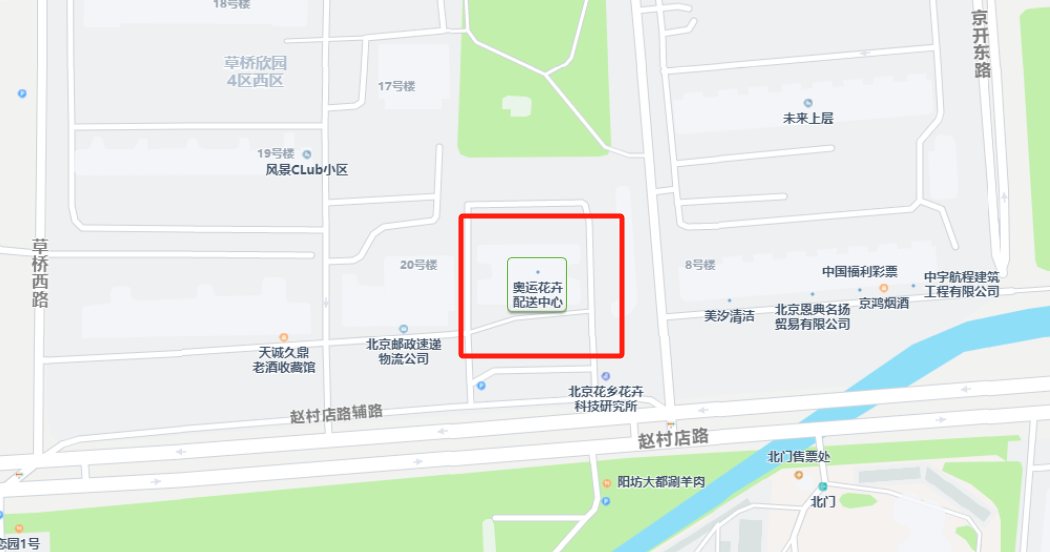 18号楼
京开东路
草桥欣园
4区西区
17号楼
未来上层
19号楼
风景CLub小区
草桥西路
20号楼
8号楼
奥运花卉
配送中心
中国福利彩票
中宇航程建筑
工程有限公司
京鸿烟酒
美汐清洁
北京恩典名扬
贸易有限公司
天诚久鼎
老酒收藏馆
北京邮政速递
物流公司
北京花乡花卉
科技研究所
赵村店路辅路
赵村店路
北门售票处
阳坊大都涮羊肉
北门
恋园1号